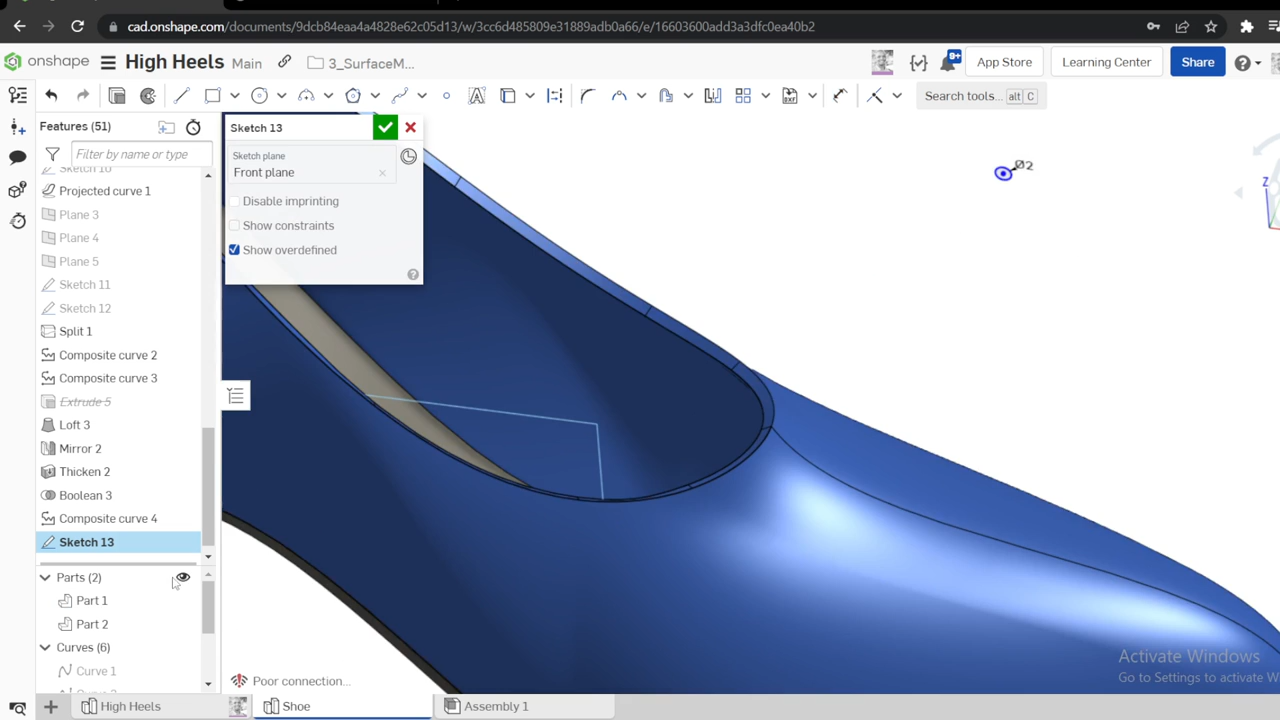 cad.onshape.com/documents/9dcb84eaa4a4828e62c05d13/w/3cc6d485809e31889adb0a66/e/16603600add3a3dfc0ea40b2
onshape
High Heels
Main
3_SurfaceM...
App Store
Learning Center
Share
Search tools...
alt
C
Features (51)
Filter by name or type
Sketch 10
Projected curve 1
Plane 3
Plane 4
Plane 5
Sketch 11
Sketch 12
Split 1
Composite curve 2
Composite curve 3
Extrude 5
Loft 3
Mirror 2
Thicken 2
Boolean 3
Composite curve 4
Sketch 13
Parts (2)
Part 1
Part 2
Curves (6)
Curve 1
Sketch 13
Sketch plane
Front plane
Disable imprinting
Show constraints
Show overdefined
Ø2
Z
Poor connection...
Activate Windows
Go to Settings to activate W
High Heels
Shoe
Assembly 1